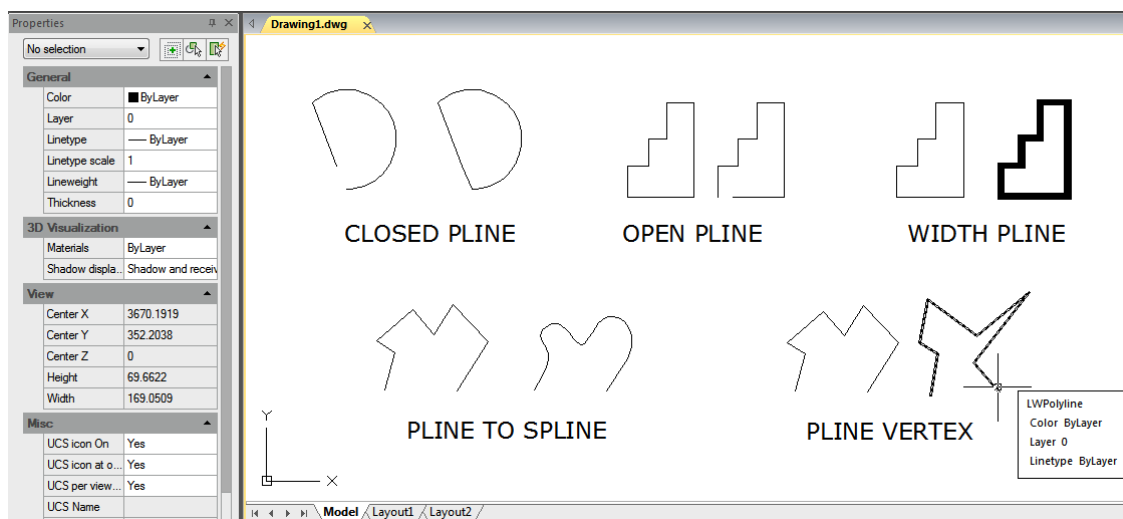 Properties
No selection
General
Color ByLayer
Layer 0
Linetype ByLayer
Linetype scale 1
Lineweight ByLayer
Thickness 0
3D Visualization
Materials ByLayer
Shadow displa... Shadow and receiv
View
Center X 3670.1919
Center Y 352.2038
Center Z 0
Height 69.6622
Width 169.0509
Misc
UCS icon On Yes
UCS icon at o... Yes
UCS per view... Yes
UCS Name
Drawing1.dwg
CLOSED PLINE
OPEN PLINE
WIDTH PLINE
PLINE TO SPLINE
PLINE VERTEX
LWPolyline
Color ByLayer
Layer 0
Linetype ByLayer
Y
X
Model Layout1 Layout2